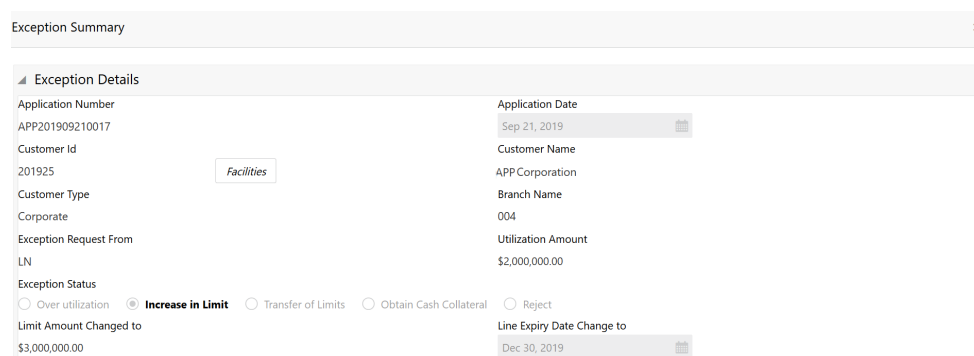 Exception Summary
Exception Details
Application Number Application Date
APP201909210017 Sep 21, 2019
Customer Id Customer Name
201925 Facilities APP Corporation
Customer Type Branch Name
Corporate 004
Exception Request From Utilization Amount
LN $2,000,000.00
Exception Status
Over utilization Increase in Limit Transfer of Limits Obtain Cash Collateral Reject
Limit Amount Changed to Line Expiry Date Change to
$3,000,000.00 Dec 30, 2019